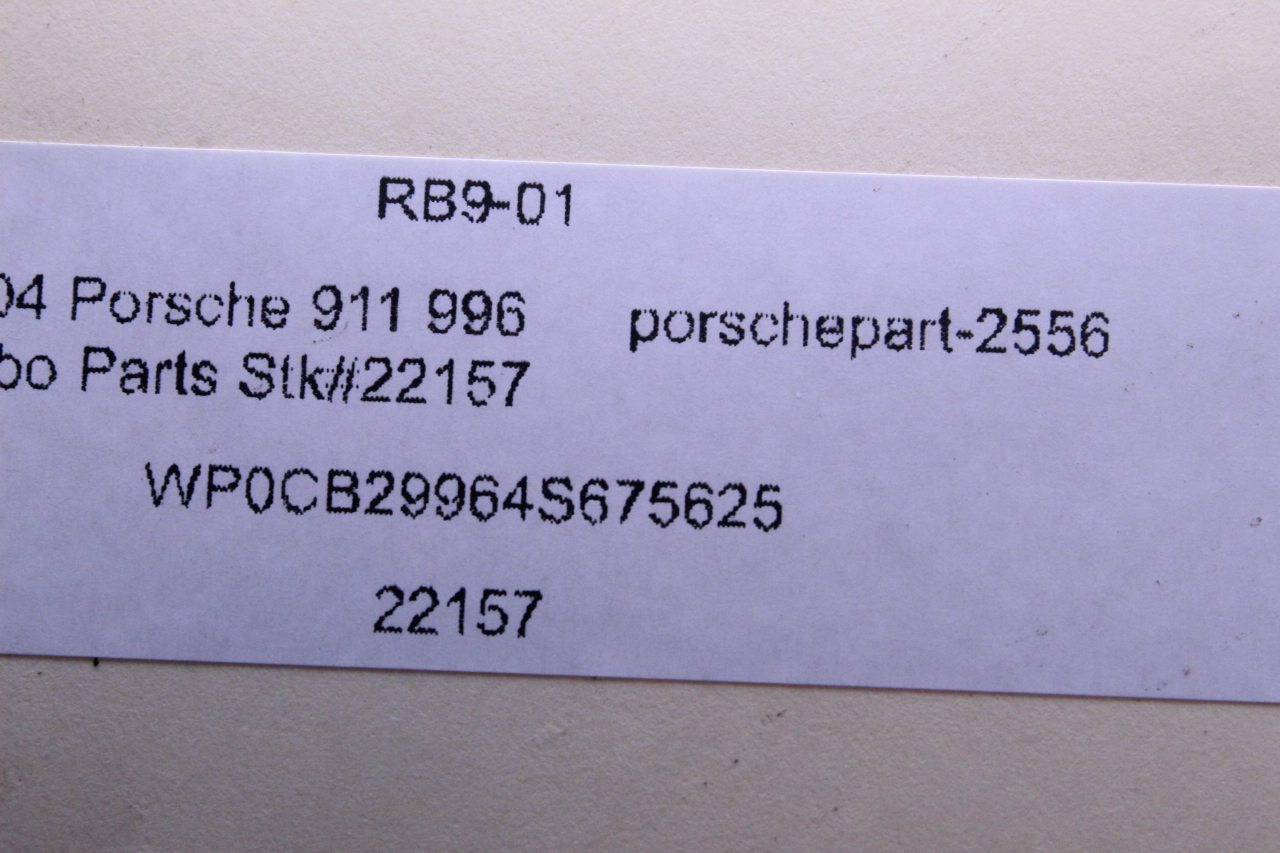 RB9-01
04 Porsche 911 996 porschepart-2556
bo Parts Stk#22157
WP0CB29964S675625
22157